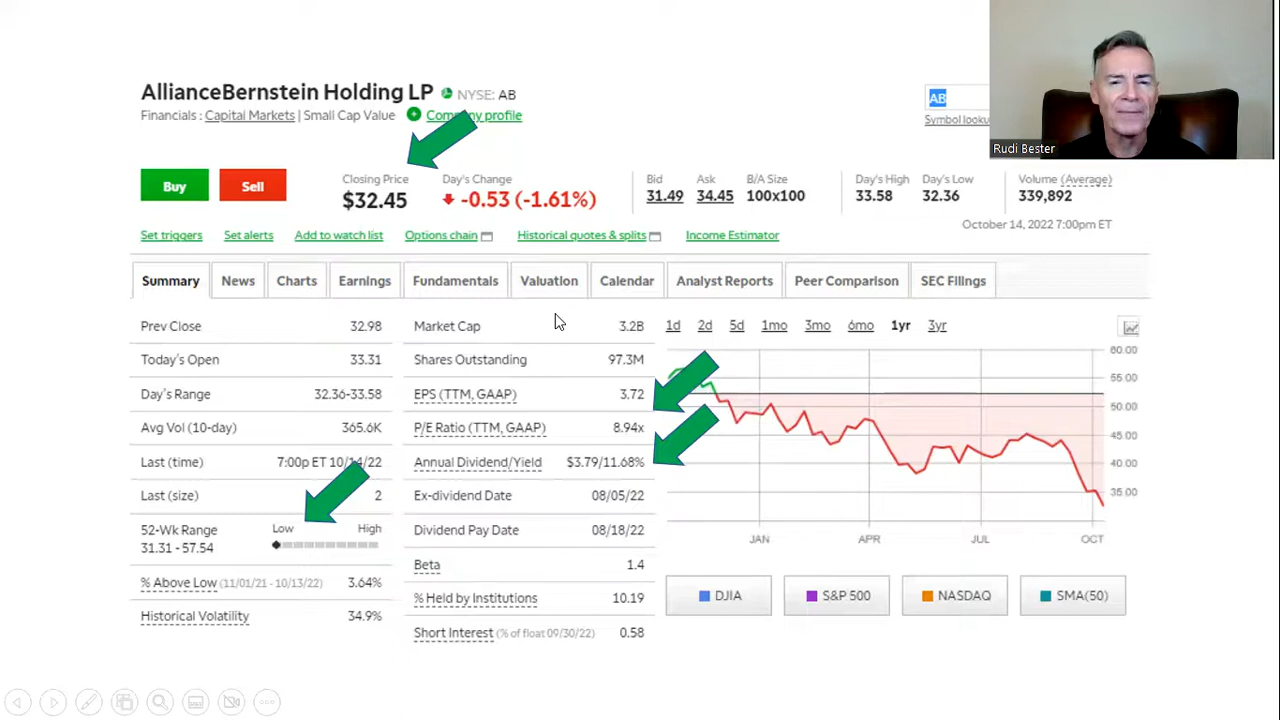 AllianceBernstein Holding LP NYSE: AB
Financials: Capital Markets | Small Cap Value Company profile
AB
Symbol looku
Rudi Bester
Buy Sell
Closing Price
$32.45
Day's Change
-0.53 (-1.61%)
Bid
31.49
Ask
34.45
B/A Size
100x100
Day's High
33.58
Day's Low
32.36
Volume (Average)
339,892
October 14, 2022 7:00pm ET
Set triggers Set alerts Add to watch list Options chain Historical quotes & splits Income Estimator
Summary News Charts Earnings Fundamentals Valuation Calendar Analyst Reports Peer Comparison SEC Filings
Prev Close 32.98
Today's Open 33.31
Day's Range 32.36-33.58
Avg Vol (10-day) 365.6K
Last (time) 7:00p ET 10/14/22
Last (size) 2
52-Wk Range
31.31 - 57.54
Low High
% Above Low (11/01/21 - 10/13/22) 3.64%
Historical Volatility 34.9%
Market Cap 3.2B
Shares Outstanding 97.3M
EPS (TTM, GAAP) 3.72
P/E Ratio (TTM, GAAP) 8.94x
Annual Dividend/Yield $3.79/11.68%
Ex-dividend Date 08/05/22
Dividend Pay Date 08/18/22
Beta 1.4
% Held by Institutions 10.19
Short Interest (% of float 09/30/22) 0.58
1d 2d 5d 1mo 3mo 6mo 1yr 3yr
60.00
55.00
50.00
45.00
40.00
35.00
JAN APR JUL OCT
DJIA S&P 500 NASDAQ SMA(50)